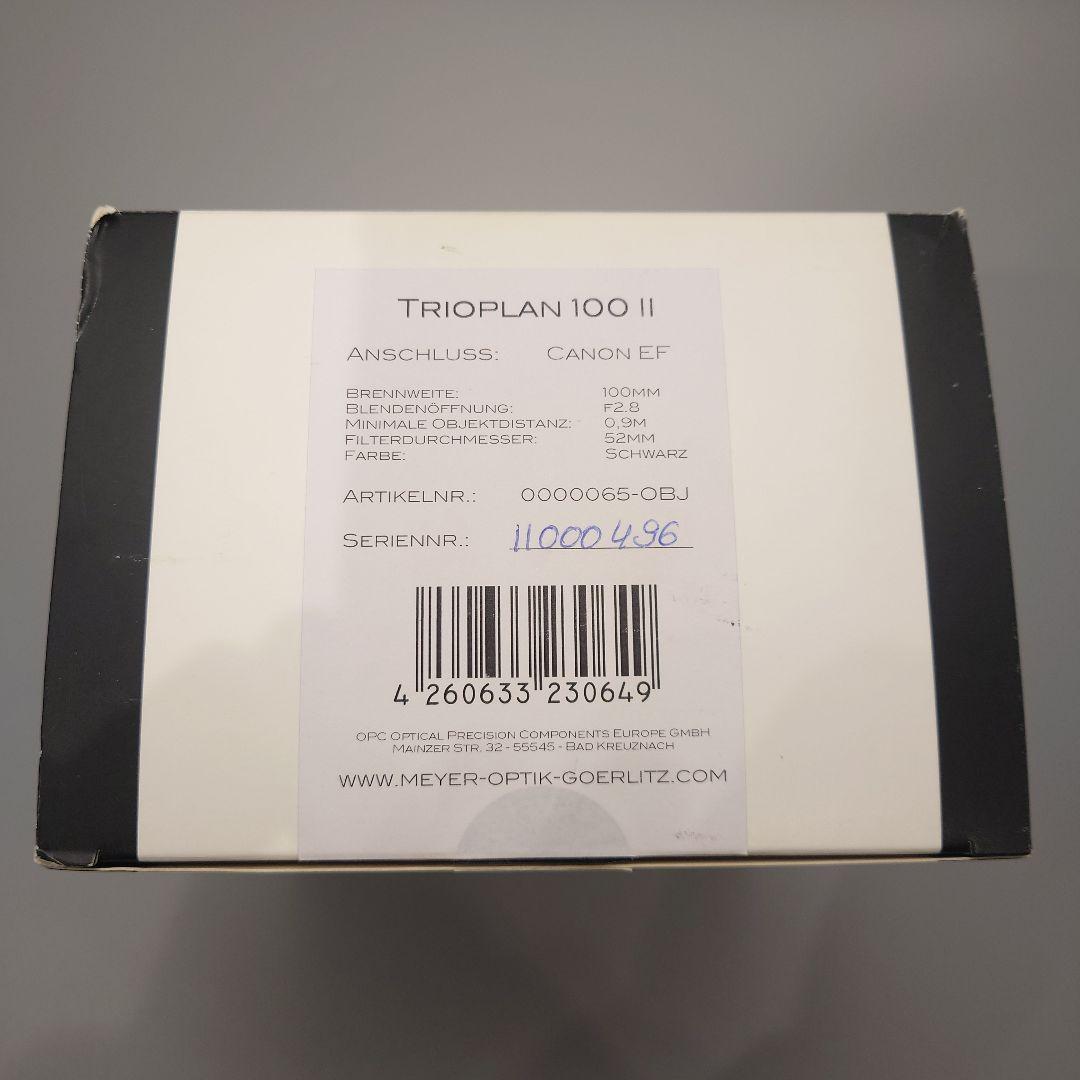 TRIOPLAN 100 II
ANSCHLUSS: CANON EF
BRENNWEITE: 100MM
BLENDENÖFFNUNG: F2.8
MINIMALE OBJEKTDISTANZ: 0,9M
FILTERDURCHMESSER: 52MM
FARBE: SCHWARZ
ARTIKELNR.: 0000065-OBJ
SERIENNR.: 11000496
4 260633 230649
OPC OPTICAL PRECISION COMPONENTS EUROPE GMBH
MAINZER STR. 32 - 55545 - BAD KREUZNACH
WWW.MEYER-OPTIK-GOERLITZ.COM